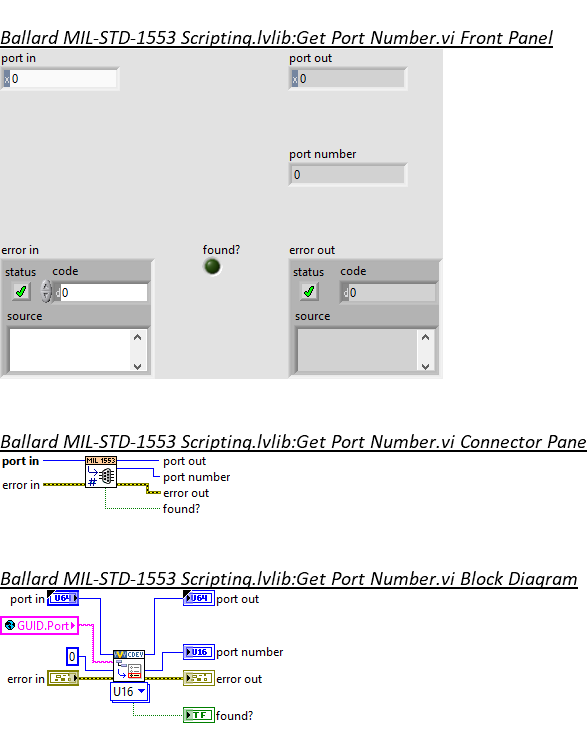 Ballard MIL-STD-1553 Scripting.lvlib:Get Port Number.vi Front Panel
port in port out
x 0 x 0
port number
0
error in found? error out
status code status code
d 0 d 0
source source
Ballard MIL-STD-1553 Scripting.lvlib:Get Port Number.vi Connector Pane
port in MIL 1553 port out
# port number
error in error out
found?
Ballard MIL-STD-1553 Scripting.lvlib:Get Port Number.vi Block Diagram
port in U64 U64 port out
GUID.Port
0 CDEV U16 port number
error in error out
U16
TF found?